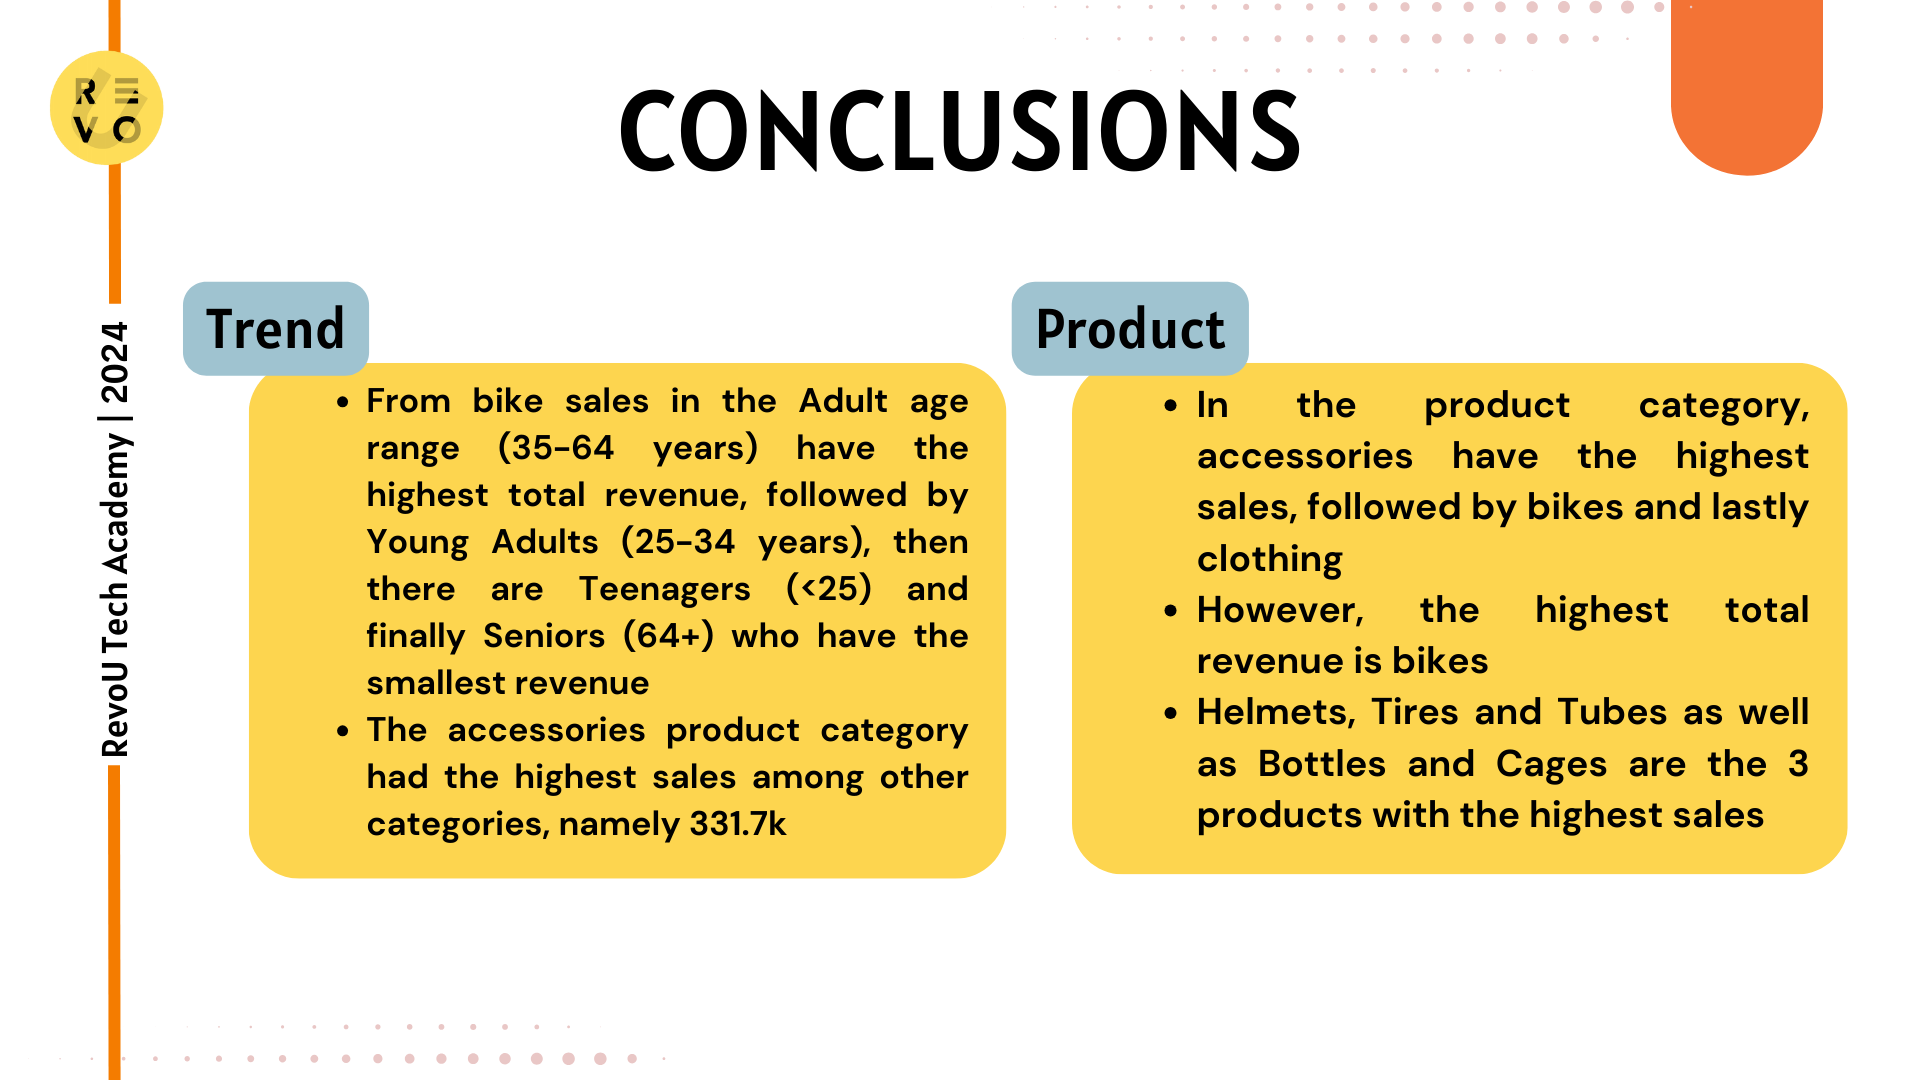 RE
VO
CONCLUSIONS
RevoU Tech Academy | 2024
Trend
• From bike sales in the Adult age
range (35-64 years) have the
highest total revenue, followed by
Young Adults (25-34 years), then
there are Teenagers (<25) and
finally Seniors (64+) who have the
smallest revenue
• The accessories product category
had the highest sales among other
categories, namely 331.7k
Product
• In the product category,
accessories have the highest
sales, followed by bikes and lastly
clothing
• However, the highest total
revenue is bikes
• Helmets, Tires and Tubes as well
as Bottles and Cages are the 3
products with the highest sales